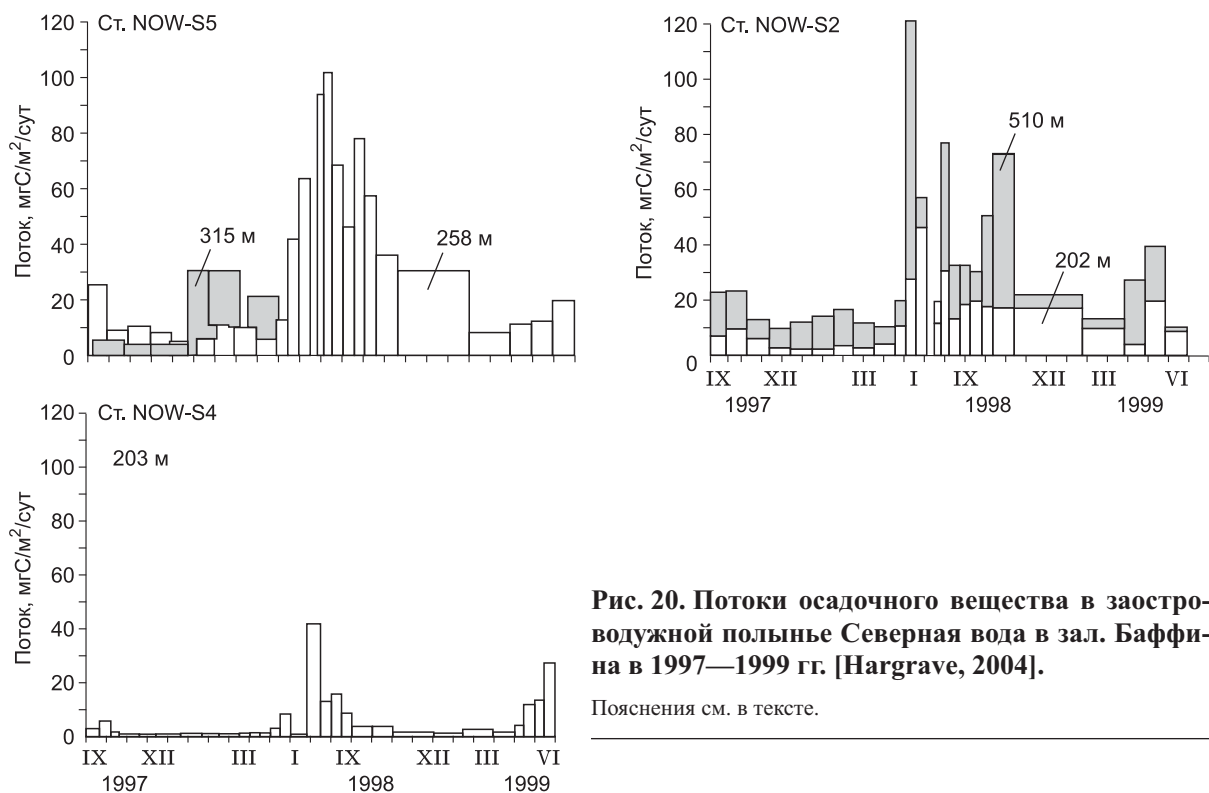 Ст. NOW-S5
Поток, мгС/м²/сут
120
100
80
60
40
20
0
315 м
258 м
Ст. NOW-S2
Поток, мгС/м²/сут
120
100
80
60
40
20
0
510 м
202 м
IX XII III I IX XII III VI
1997 1998 1999
Ст. NOW-S4
203 м
Поток, мгС/м²/сут
120
100
80
60
40
20
0
IX XII III I IX XII III VI
1997 1998 1999
Рис. 20. Потоки осадочного вещества в заостро-
водужной полынье Северная вода в зал. Баффи-
на в 1997—1999 гг. [Hargrave, 2004].
Пояснения см. в тексте.